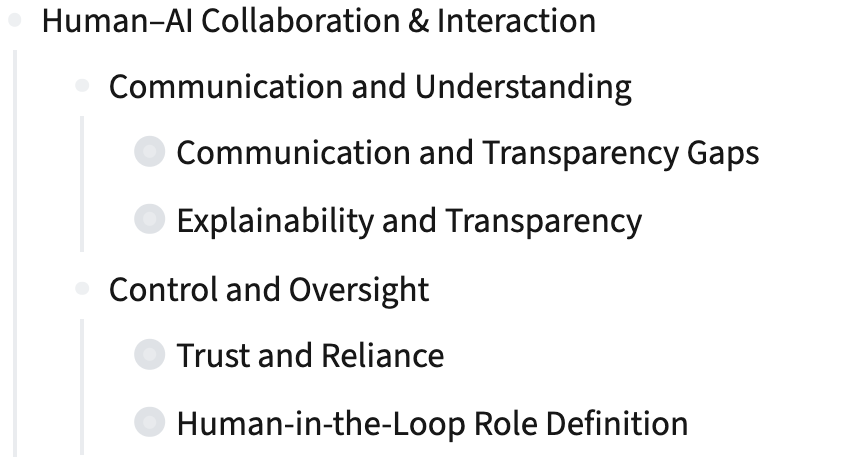 Human–AI Collaboration & Interaction
Communication and Understanding
Communication and Transparency Gaps
Explainability and Transparency
Control and Oversight
Trust and Reliance
Human-in-the-Loop Role Definition